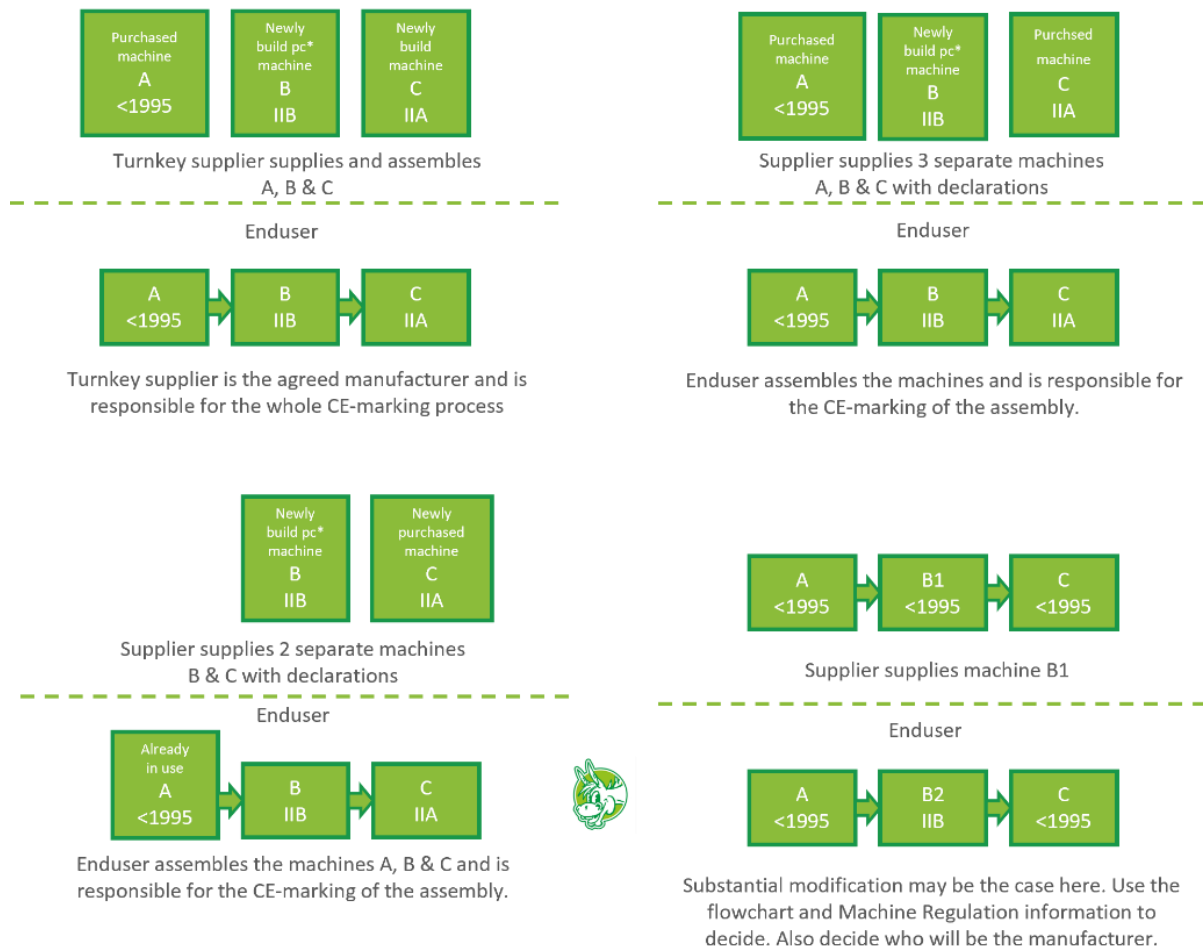 Purchased
machine
A
<1995
Newly
build pc*
machine
B
IIB
Newly
build
machine
C
IIA
Turnkey supplier supplies and assembles
A, B & C
Enduser
A
<1995
B
IIB
C
IIA
Turnkey supplier is the agreed manufacturer and is
responsible for the whole CE-marking process
Purchased
machine
A
<1995
Newly
build pc*
machine
B
IIB
Purchsed
machine
C
IIA
Supplier supplies 3 separate machines
A, B & C with declarations
Enduser
A
<1995
B
IIB
C
IIA
Enduser assembles the machines and is responsible for
the CE-marking of the assembly.
Newly
build pc*
machine
B
IIB
Newly
purchased
machine
C
IIA
Supplier supplies 2 separate machines
B & C with declarations
Enduser
Already
in use
A
<1995
B
IIB
C
IIA
Enduser assembles the machines A, B & C and is
responsible for the CE-marking of the assembly.
A
<1995
B1
<1995
C
<1995
Supplier supplies machine B1
Enduser
A
<1995
B2
IIB
C
<1995
Substantial modification may be the case here. Use the
flowchart and Machine Regulation information to
decide. Also decide who will be the manufacturer.